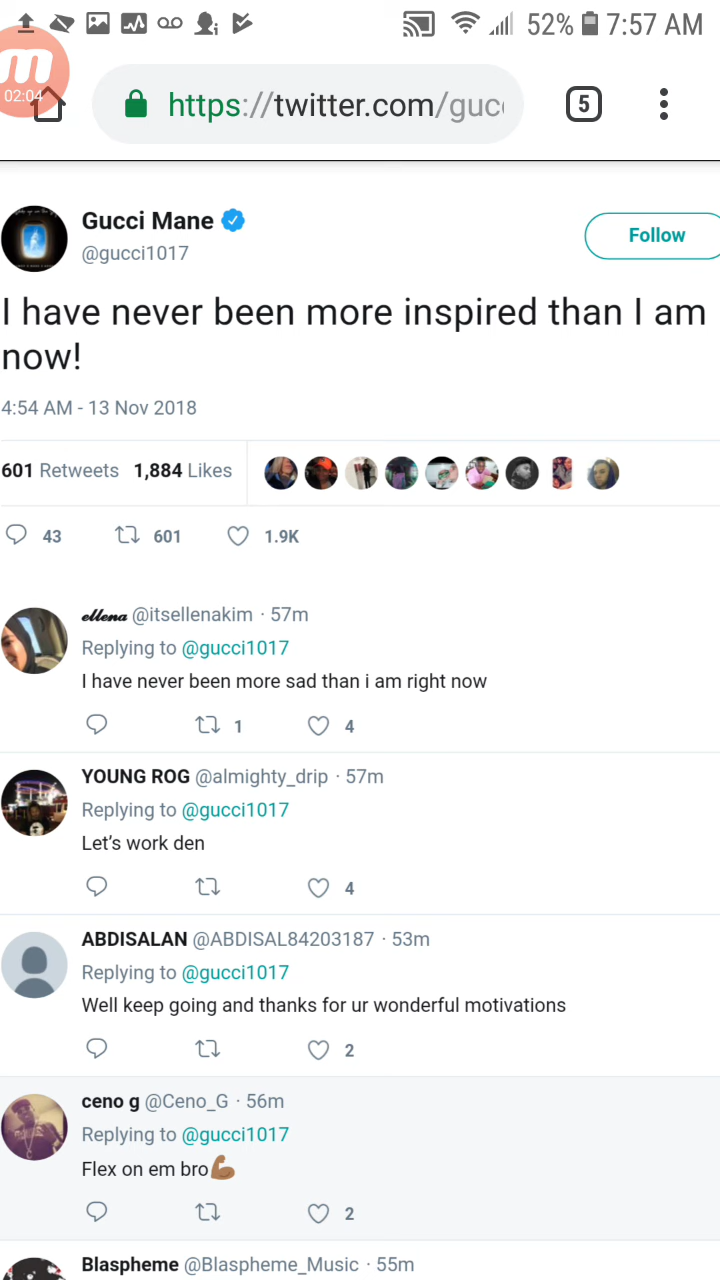 52% 7:57 AM
m
02:04
https://twitter.com/gucc
5
Gucci Mane
@gucci1017
Follow
I have never been more inspired than I am
now!
4:54 AM - 13 Nov 2018
601 Retweets 1,884 Likes
43 601 1.9K
ellena @itsellenakim · 57m
Replying to @gucci1017
I have never been more sad than i am right now
1 4
YOUNG ROG @almighty_drip · 57m
Replying to @gucci1017
Let’s work den
4
ABDISALAN @ABDISAL84203187 · 53m
Replying to @gucci1017
Well keep going and thanks for ur wonderful motivations
2
ceno g @Ceno_G · 56m
Replying to @gucci1017
Flex on em bro💪🏾
2
Blaspheme @Blaspheme_Music · 55m